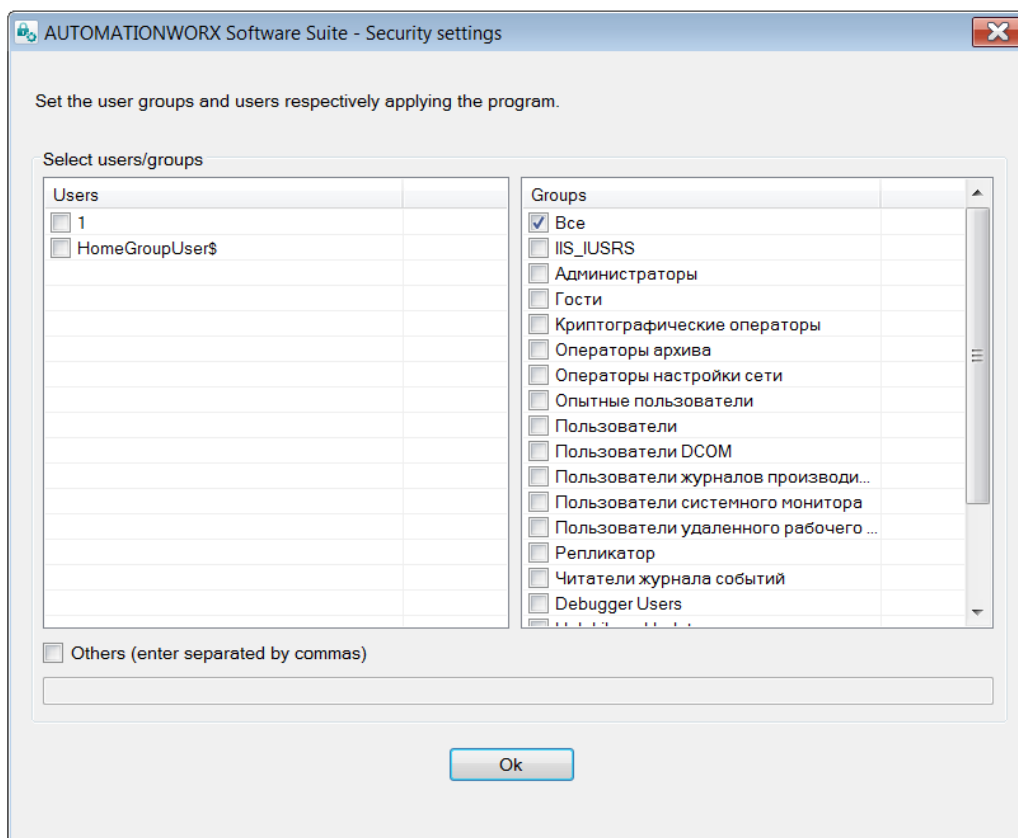 AUTOMATIONWORX Software Suite - Security settings
Set the user groups and users respectively applying the program.
Select users/groups
Users
1
HomeGroupUser$
Groups
Все
IIS_IUSRS
Администраторы
Гости
Криптографические операторы
Операторы архива
Операторы настройки сети
Опытные пользователи
Пользователи
Пользователи DCOM
Пользователи журналов производи...
Пользователи системного монитора
Пользователи удаленного рабочего ...
Репликатор
Читатели журнала событий
Debugger Users
Others (enter separated by commas)
Ok